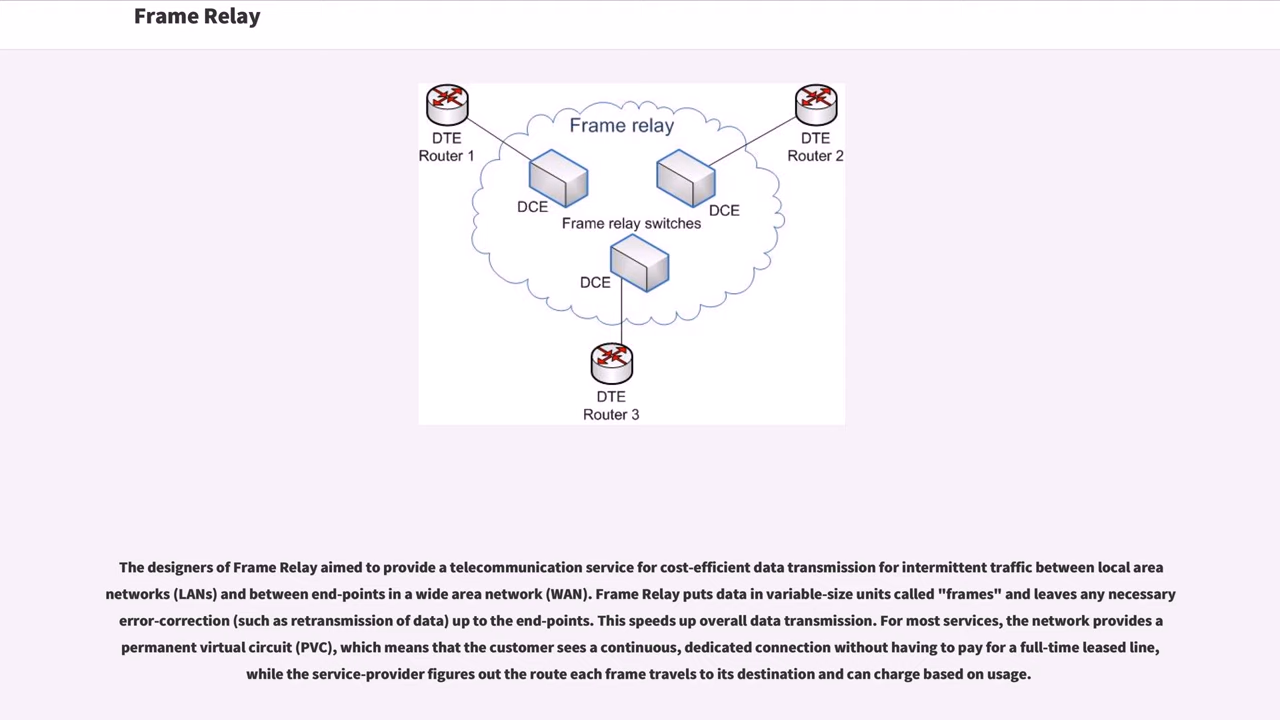 Frame Relay
Frame relay
DTE
Router 1
DTE
Router 2
DCE
DCE
Frame relay switches
DCE
DTE
Router 3
The designers of Frame Relay aimed to provide a telecommunication service for cost-efficient data transmission for intermittent traffic between local area
networks (LANs) and between end-points in a wide area network (WAN). Frame Relay puts data in variable-size units called "frames" and leaves any necessary
error-correction (such as retransmission of data) up to the end-points. This speeds up overall data transmission. For most services, the network provides a
permanent virtual circuit (PVC), which means that the customer sees a continuous, dedicated connection without having to pay for a full-time leased line,
while the service-provider figures out the route each frame travels to its destination and can charge based on usage.